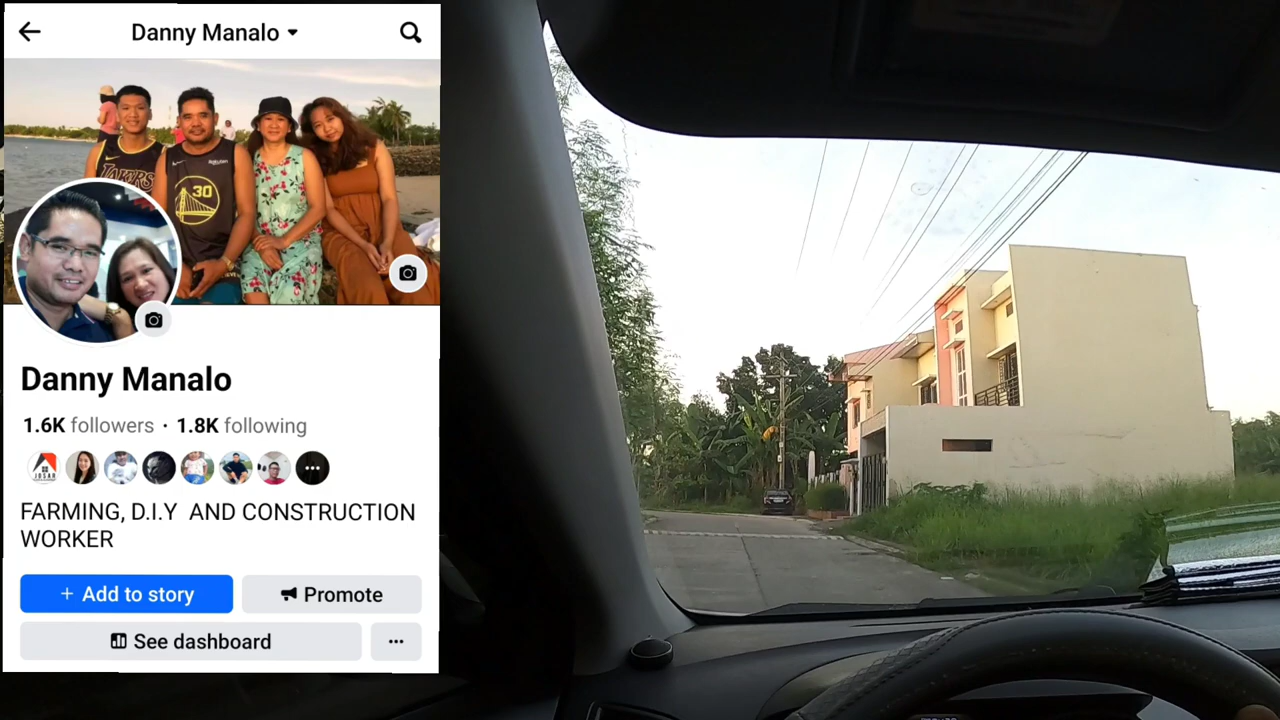 Danny Manalo
LAKERS
Rakuten
30
Danny Manalo
1.6K followers · 1.8K following
FARMING, D.I.Y AND CONSTRUCTION
WORKER
+ Add to story
Promote
See dashboard